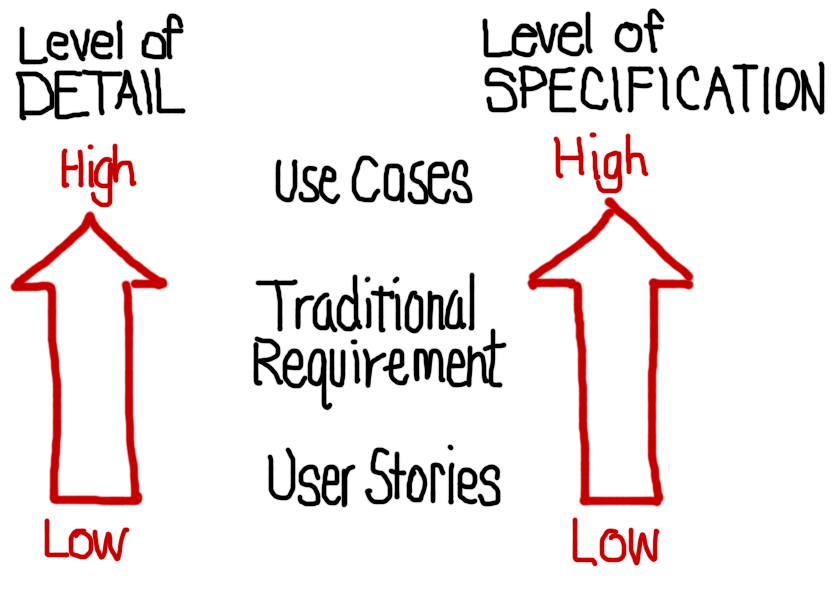 Level of
DETAIL
High
Low
Use Cases
Traditional
Requirement
User Stories
Level of
SPECIFICATION
High
Low